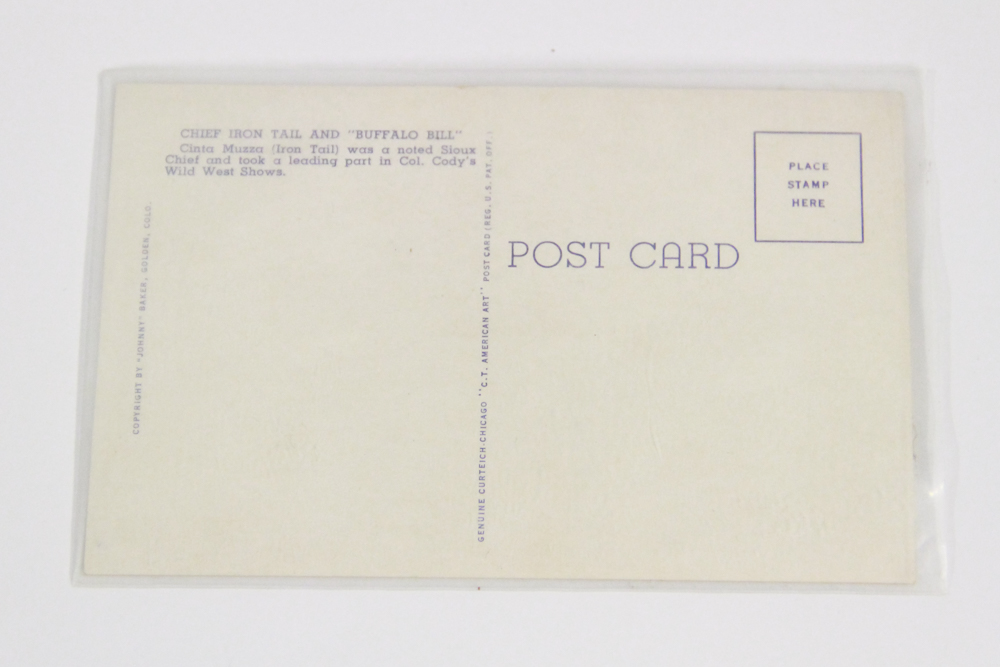 CHIEF IRON TAIL AND "BUFFALO BILL"
Cinta Muzza (Iron Tail) was a noted Sioux
Chief and took a leading part in Col. Cody's
Wild West Shows.
COPYRIGHT BY "JOHNNY" BAKER, GOLDEN, COLO.
GENUINE CURTEICH-CHICAGO "C.T. AMERICAN ART" POST CARD (REG. U.S. PAT. OFF.)
POST CARD
PLACE
STAMP
HERE